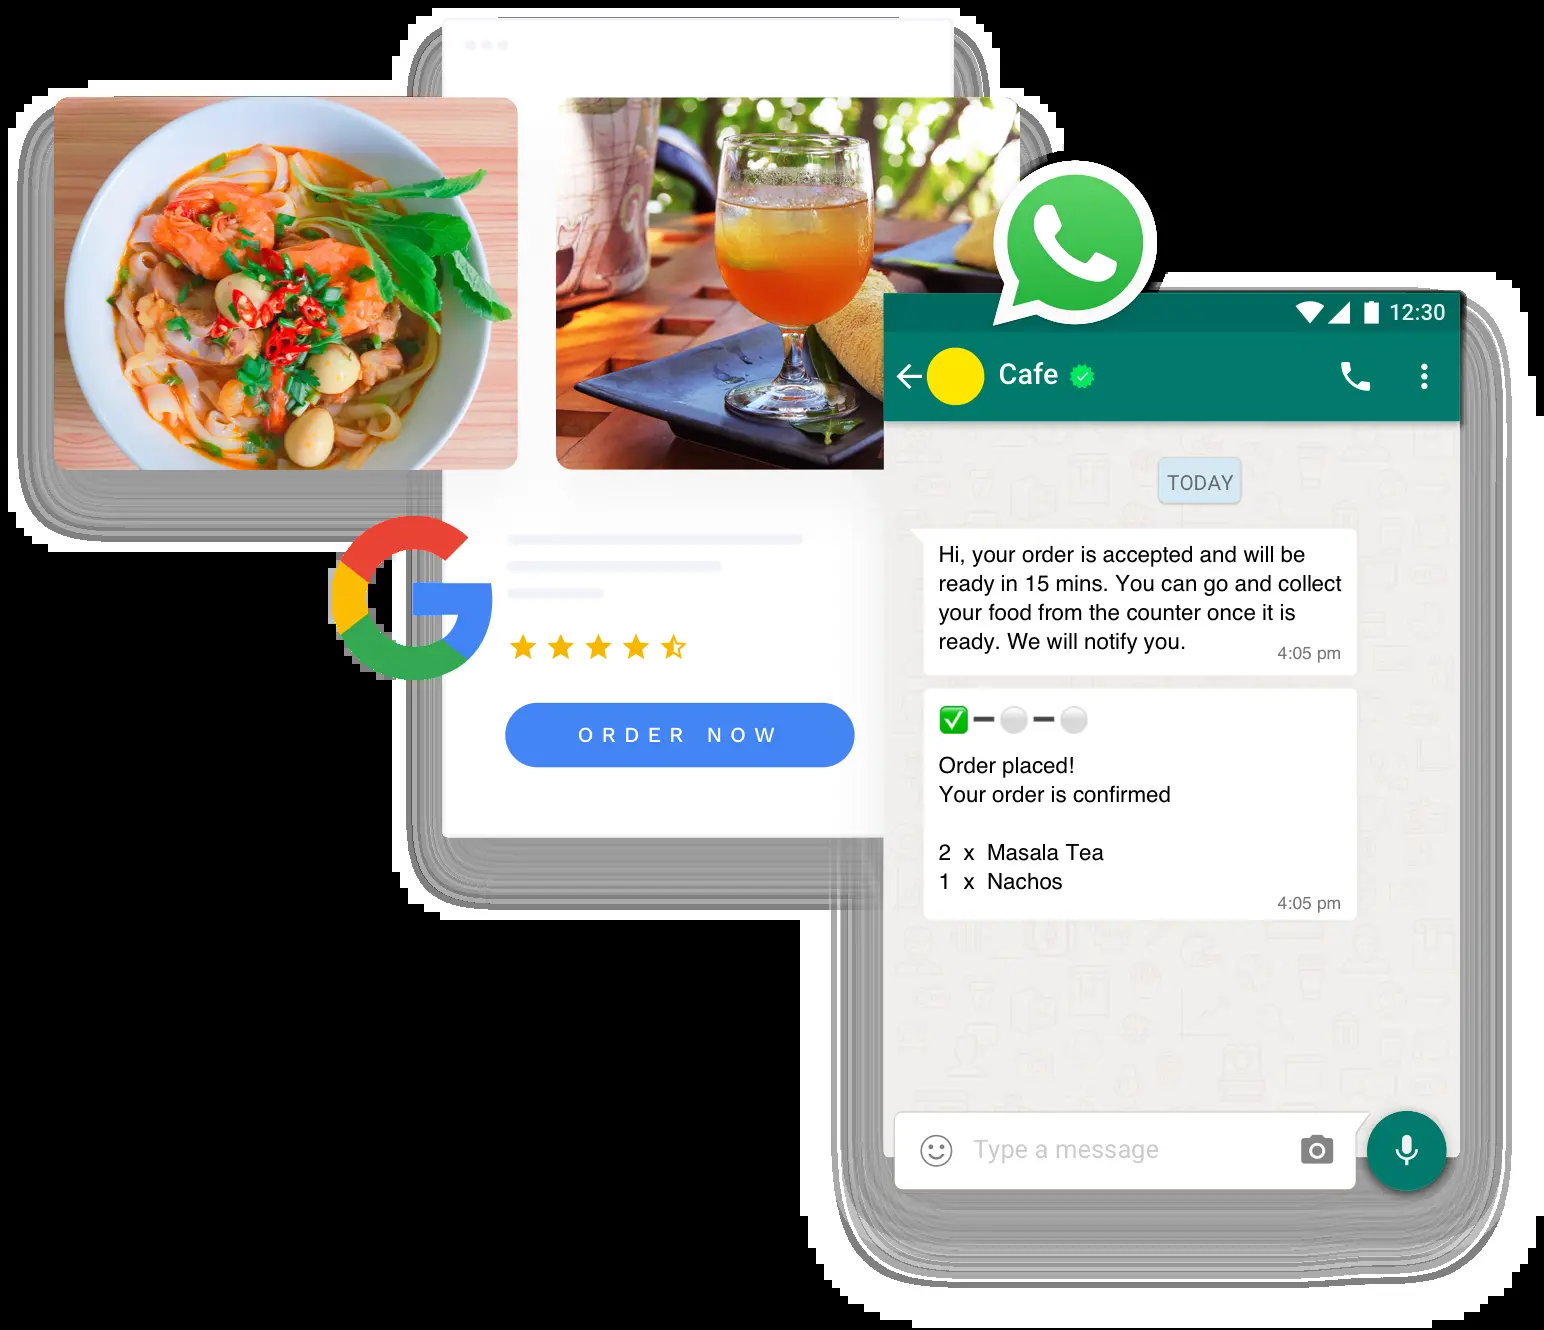 12:30
Cafe
TODAY
Hi, your order is accepted and will be
ready in 15 mins. You can go and collect
your food from the counter once it is
ready. We will notify you.
4:05 pm
Order placed!
Your order is confirmed
2 x Masala Tea
1 x Nachos
4:05 pm
Type a message
ORDER NOW